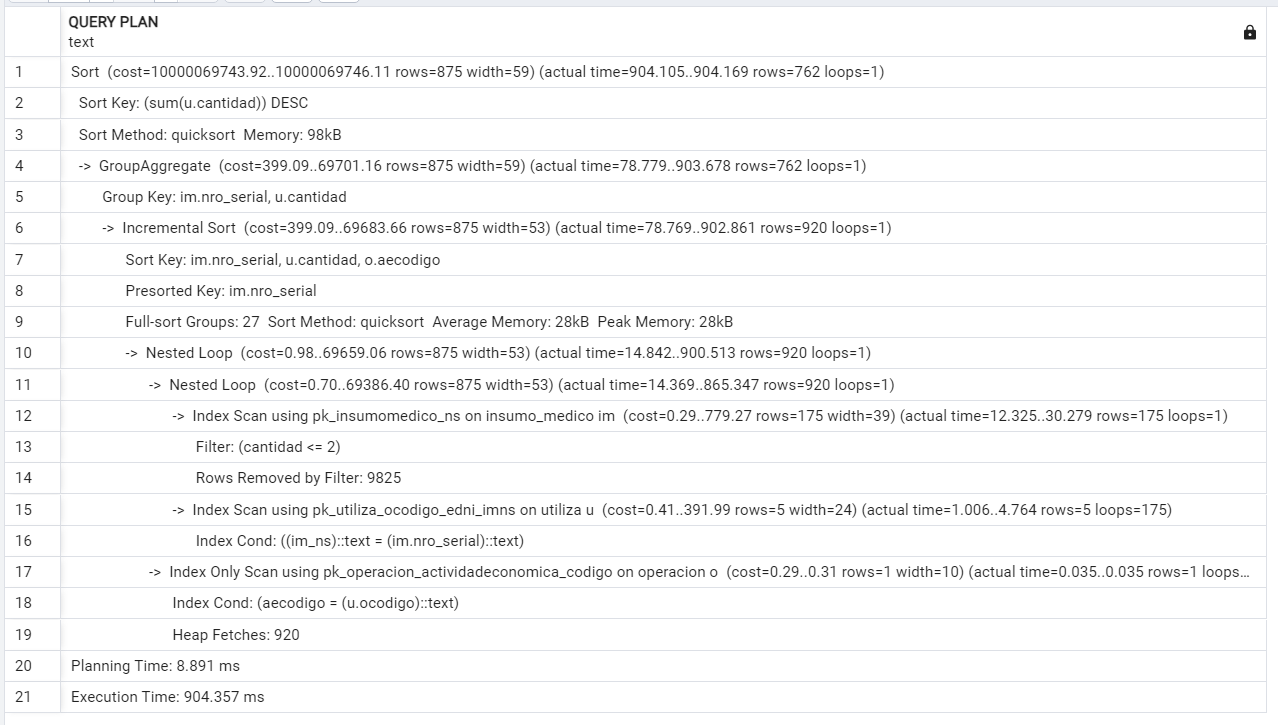 QUERY PLAN
text
1 Sort (cost=10000069743.92..10000069746.11 rows=875 width=59) (actual time=904.105..904.169 rows=762 loops=1)
2 Sort Key: (sum(u.cantidad)) DESC
3 Sort Method: quicksort Memory: 98kB
4 -> GroupAggregate (cost=399.09..69701.16 rows=875 width=59) (actual time=78.779..903.678 rows=762 loops=1)
5 Group Key: im.nro_serial, u.cantidad
6 -> Incremental Sort (cost=399.09..69683.66 rows=875 width=53) (actual time=78.769..902.861 rows=920 loops=1)
7 Sort Key: im.nro_serial, u.cantidad, o.aecodigo
8 Presorted Key: im.nro_serial
9 Full-sort Groups: 27 Sort Method: quicksort Average Memory: 28kB Peak Memory: 28kB
10 -> Nested Loop (cost=0.98..69659.06 rows=875 width=53) (actual time=14.842..900.513 rows=920 loops=1)
11 -> Nested Loop (cost=0.70..69386.40 rows=875 width=53) (actual time=14.369..865.347 rows=920 loops=1)
12 -> Index Scan using pk_insumomedico_ns on insumo_medico im (cost=0.29..779.27 rows=175 width=39) (actual time=12.325..30.279 rows=175 loops=1)
13 Filter: (cantidad <= 2)
14 Rows Removed by Filter: 9825
15 -> Index Scan using pk_utiliza_ocodigo_edni_imns on utiliza u (cost=0.41..391.99 rows=5 width=24) (actual time=1.006..4.764 rows=5 loops=175)
16 Index Cond: ((im_ns)::text = (im.nro_serial)::text)
17 -> Index Only Scan using pk_operacion_actividadeconomica_codigo on operacion o (cost=0.29..0.31 rows=1 width=10) (actual time=0.035..0.035 rows=1 loops...
18 Index Cond: (aecodigo = (u.ocodigo)::text)
19 Heap Fetches: 920
20 Planning Time: 8.891 ms
21 Execution Time: 904.357 ms